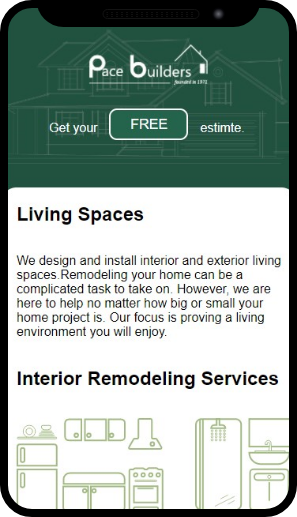 Pace Builders
founded in 1972
Get your FREE estimte.
Living Spaces
We design and install interior and exterior living
spaces.Remodeling your home can be a
complicated task to take on. However, we are
here to help no matter how big or small your
home project is. Our focus is proving a living
environment you will enjoy.
Interior Remodeling Services